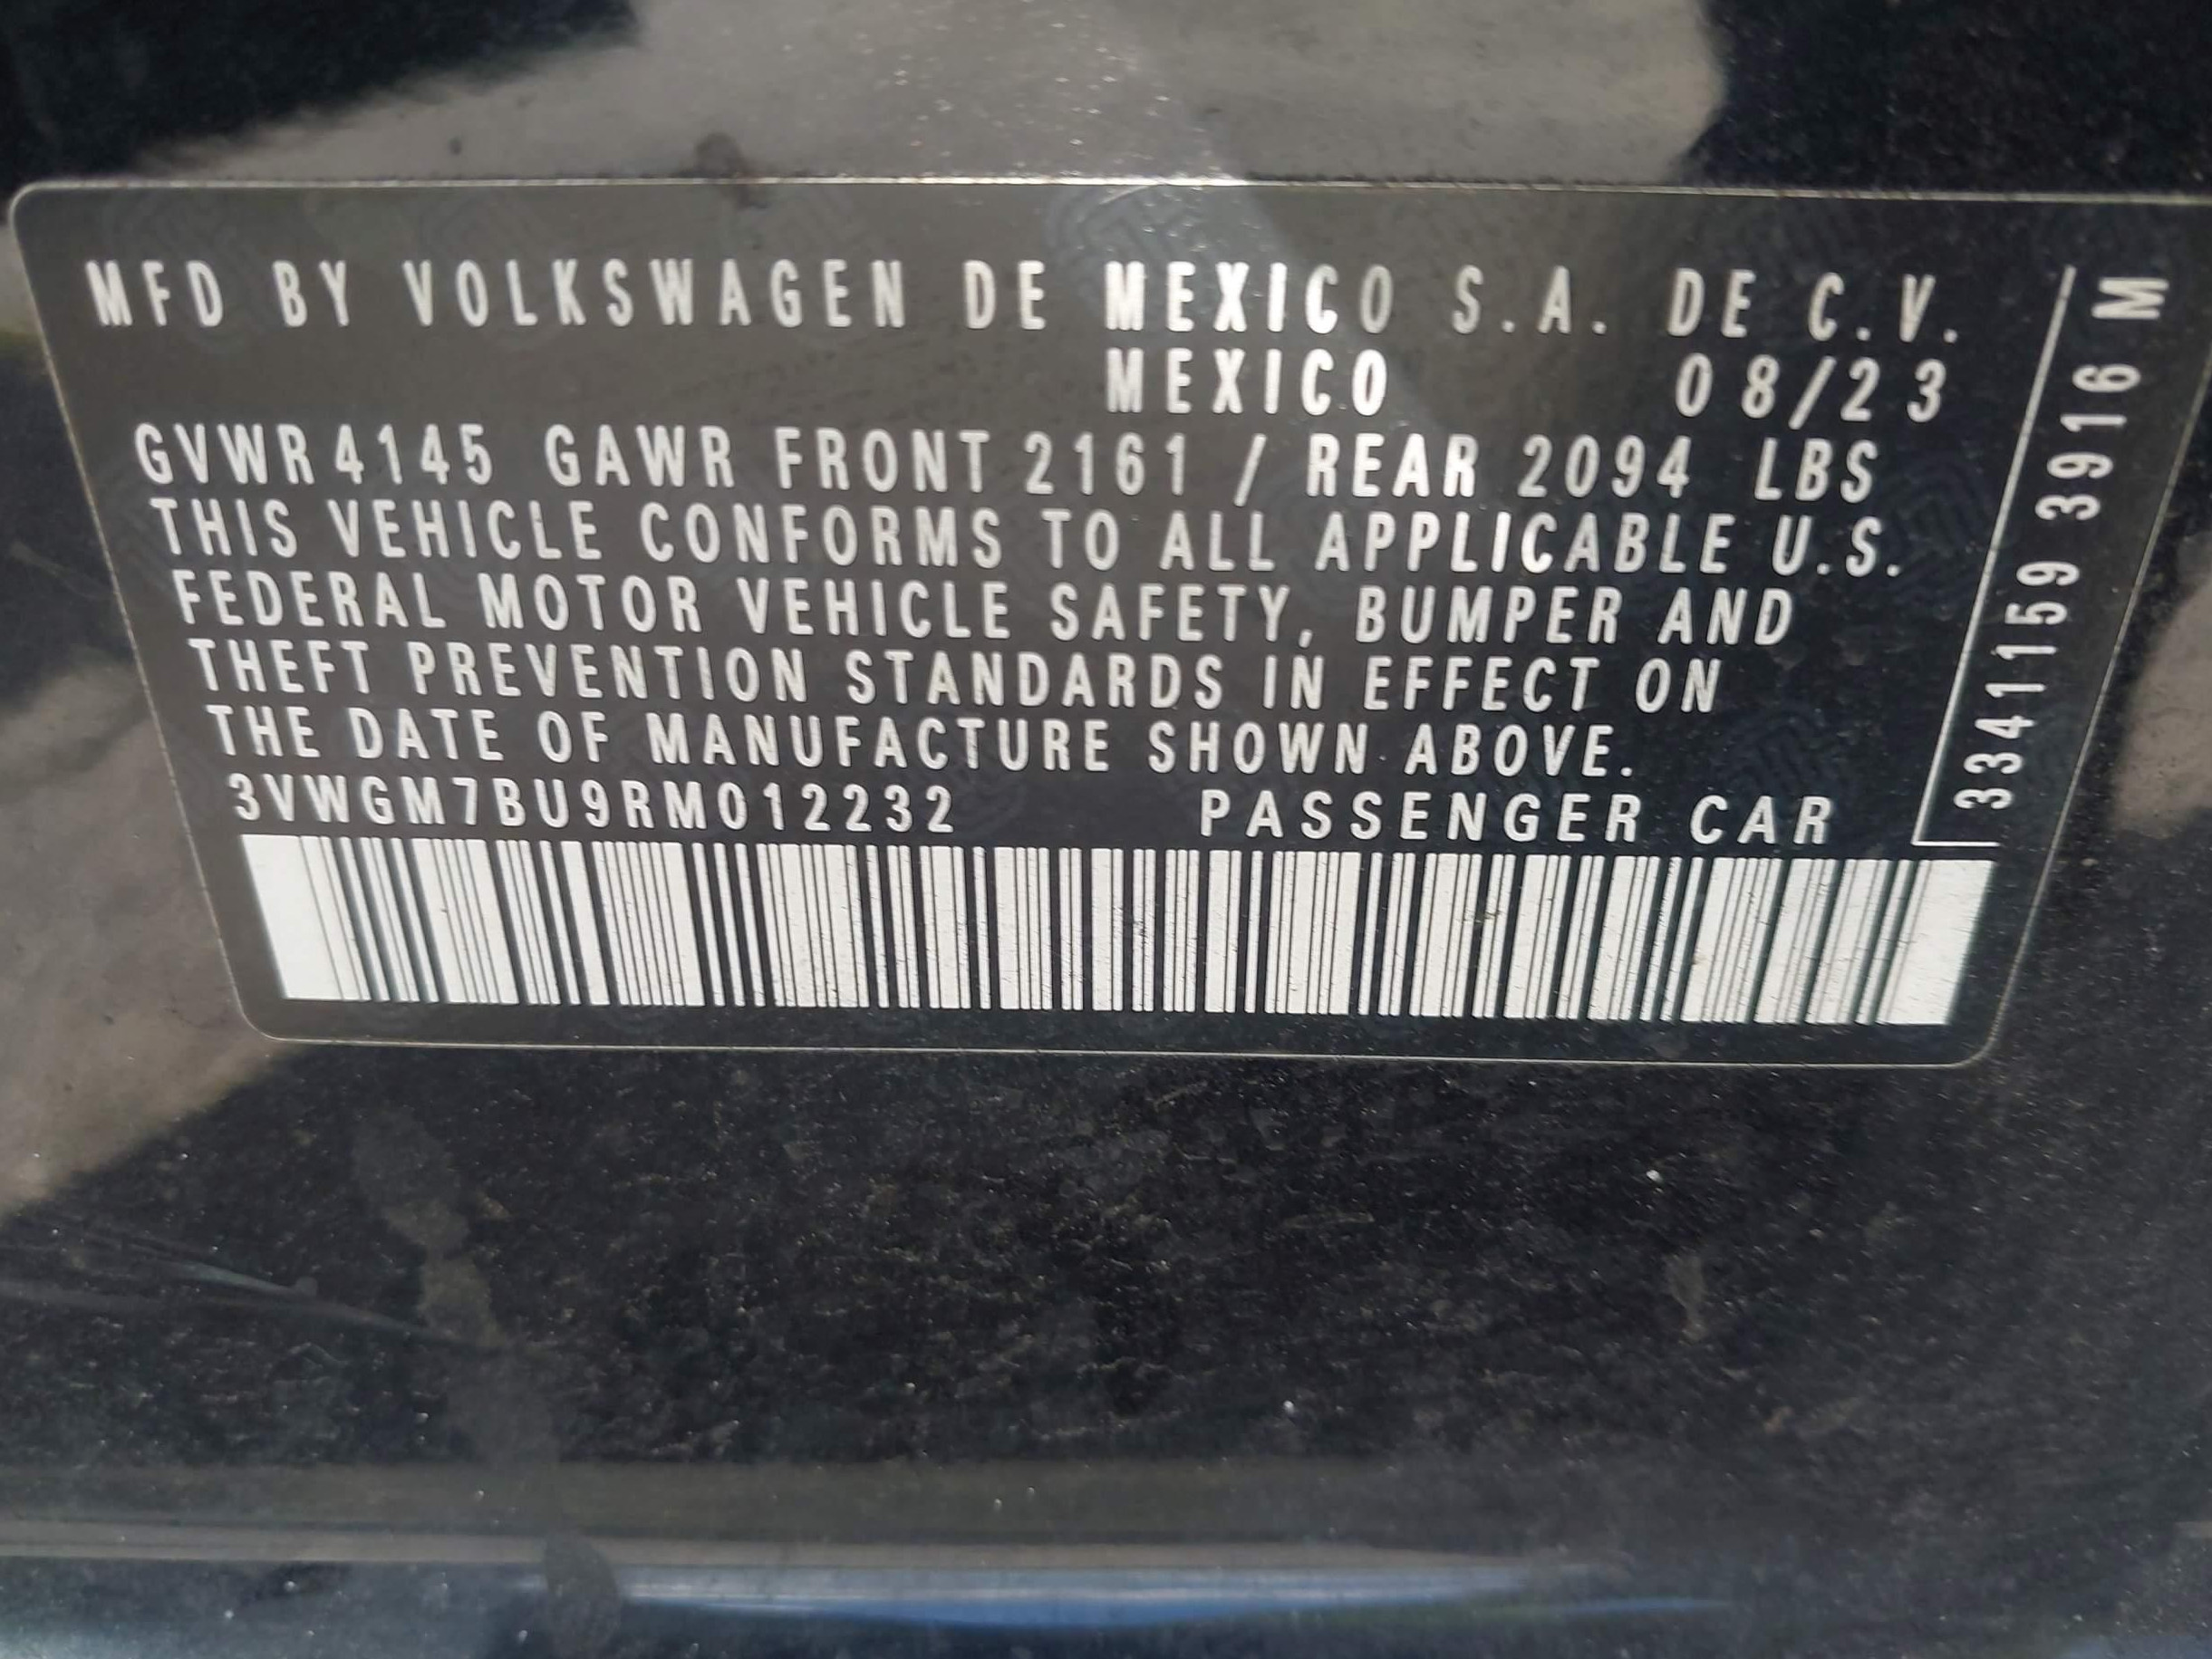 MFD BY VOLKSWAGEN DE MEXICO S.A. DE C.V.
MEXICO 08/23
GVWR 4145 GAWR FRONT 2161 / REAR 2094 LBS
THIS VEHICLE CONFORMS TO ALL APPLICABLE U.S.
FEDERAL MOTOR VEHICLE SAFETY, BUMPER AND
THEFT PREVENTION STANDARDS IN EFFECT ON
THE DATE OF MANUFACTURE SHOWN ABOVE.
3VWGM7BU9RM012232 PASSENGER CAR
3341159 3916 M